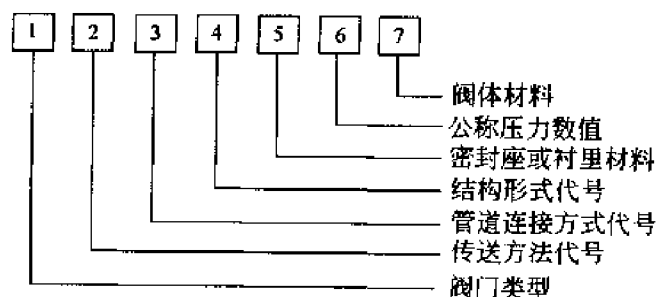 1 2 3 4 5 6 7
阀体材料
公称压力数值
密封座或衬里材料
结构形式代号
管道连接方式代号
传送方法代号
阀门类型